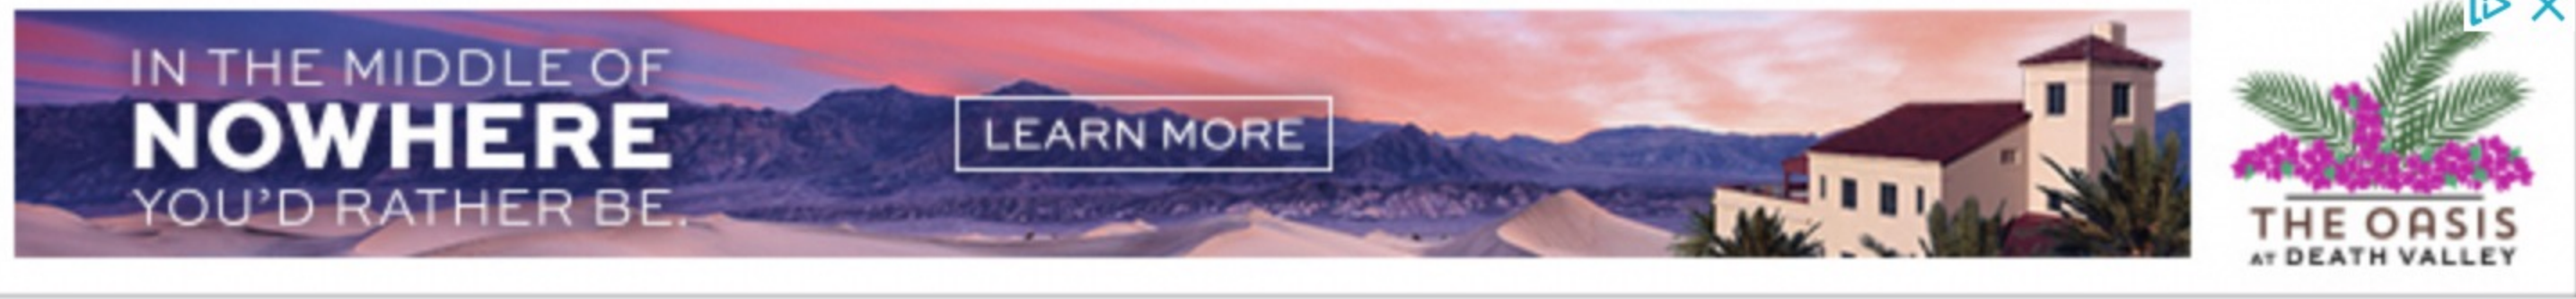 IN THE MIDDLE OF
NOWHERE
YOU'D RATHER BE.
LEARN MORE
THE OASIS
AT DEATH VALLEY